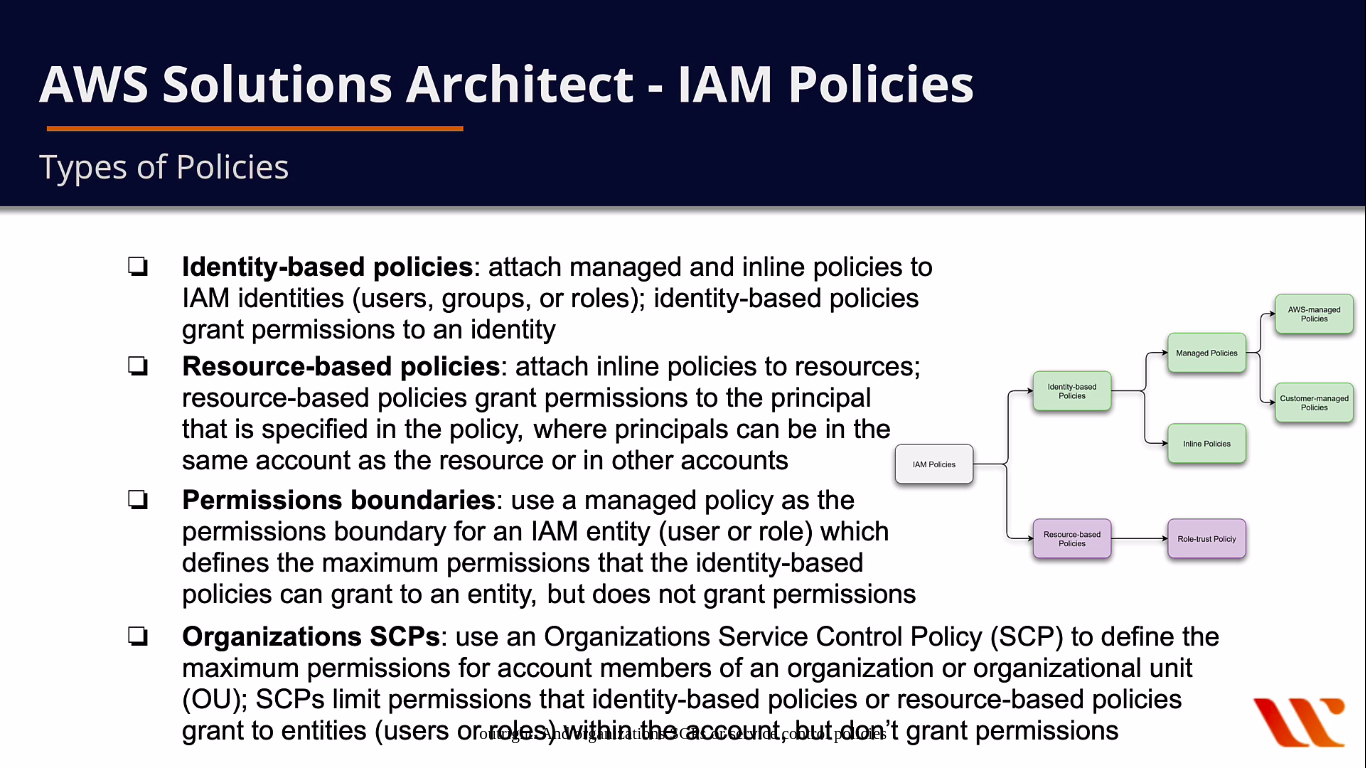 AWS Solutions Architect - IAM Policies
Types of Policies
❏ Identity-based policies: attach managed and inline policies to
IAM identities (users, groups, or roles); identity-based policies
grant permissions to an identity
❏ Resource-based policies: attach inline policies to resources;
resource-based policies grant permissions to the principal
that is specified in the policy, where principals can be in the
same account as the resource or in other accounts
❏ Permissions boundaries: use a managed policy as the
permissions boundary for an IAM entity (user or role) which
defines the maximum permissions that the identity-based
policies can grant to an entity, but does not grant permissions
❏ Organizations SCPs: use an Organizations Service Control Policy (SCP) to define the
maximum permissions for account members of an organization or organizational unit
(OU); SCPs limit permissions that identity-based policies or resource-based policies
grant to entities (users or roles) within the account, but don't grant permissions
outright. And organizations SCPs or service control policies
IAM Policies
Identity-based
Policies
Managed Policies
AWS-managed
Policies
Customer-managed
Policies
Inline Policies
Resource-based
Policies
Role-trust Policiy